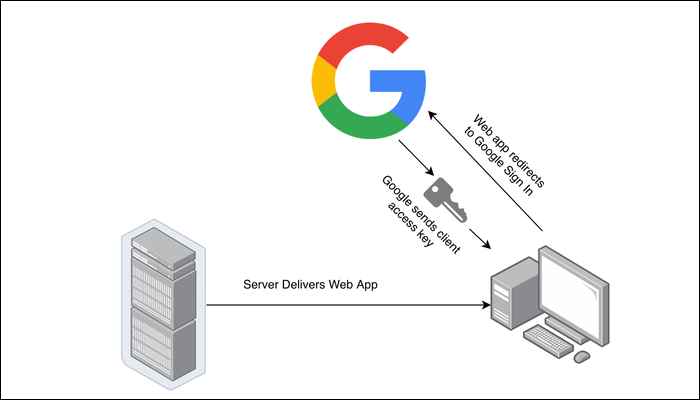 Web app redirects
to Google Sign In
Google sends client
access key
Server Delivers Web App